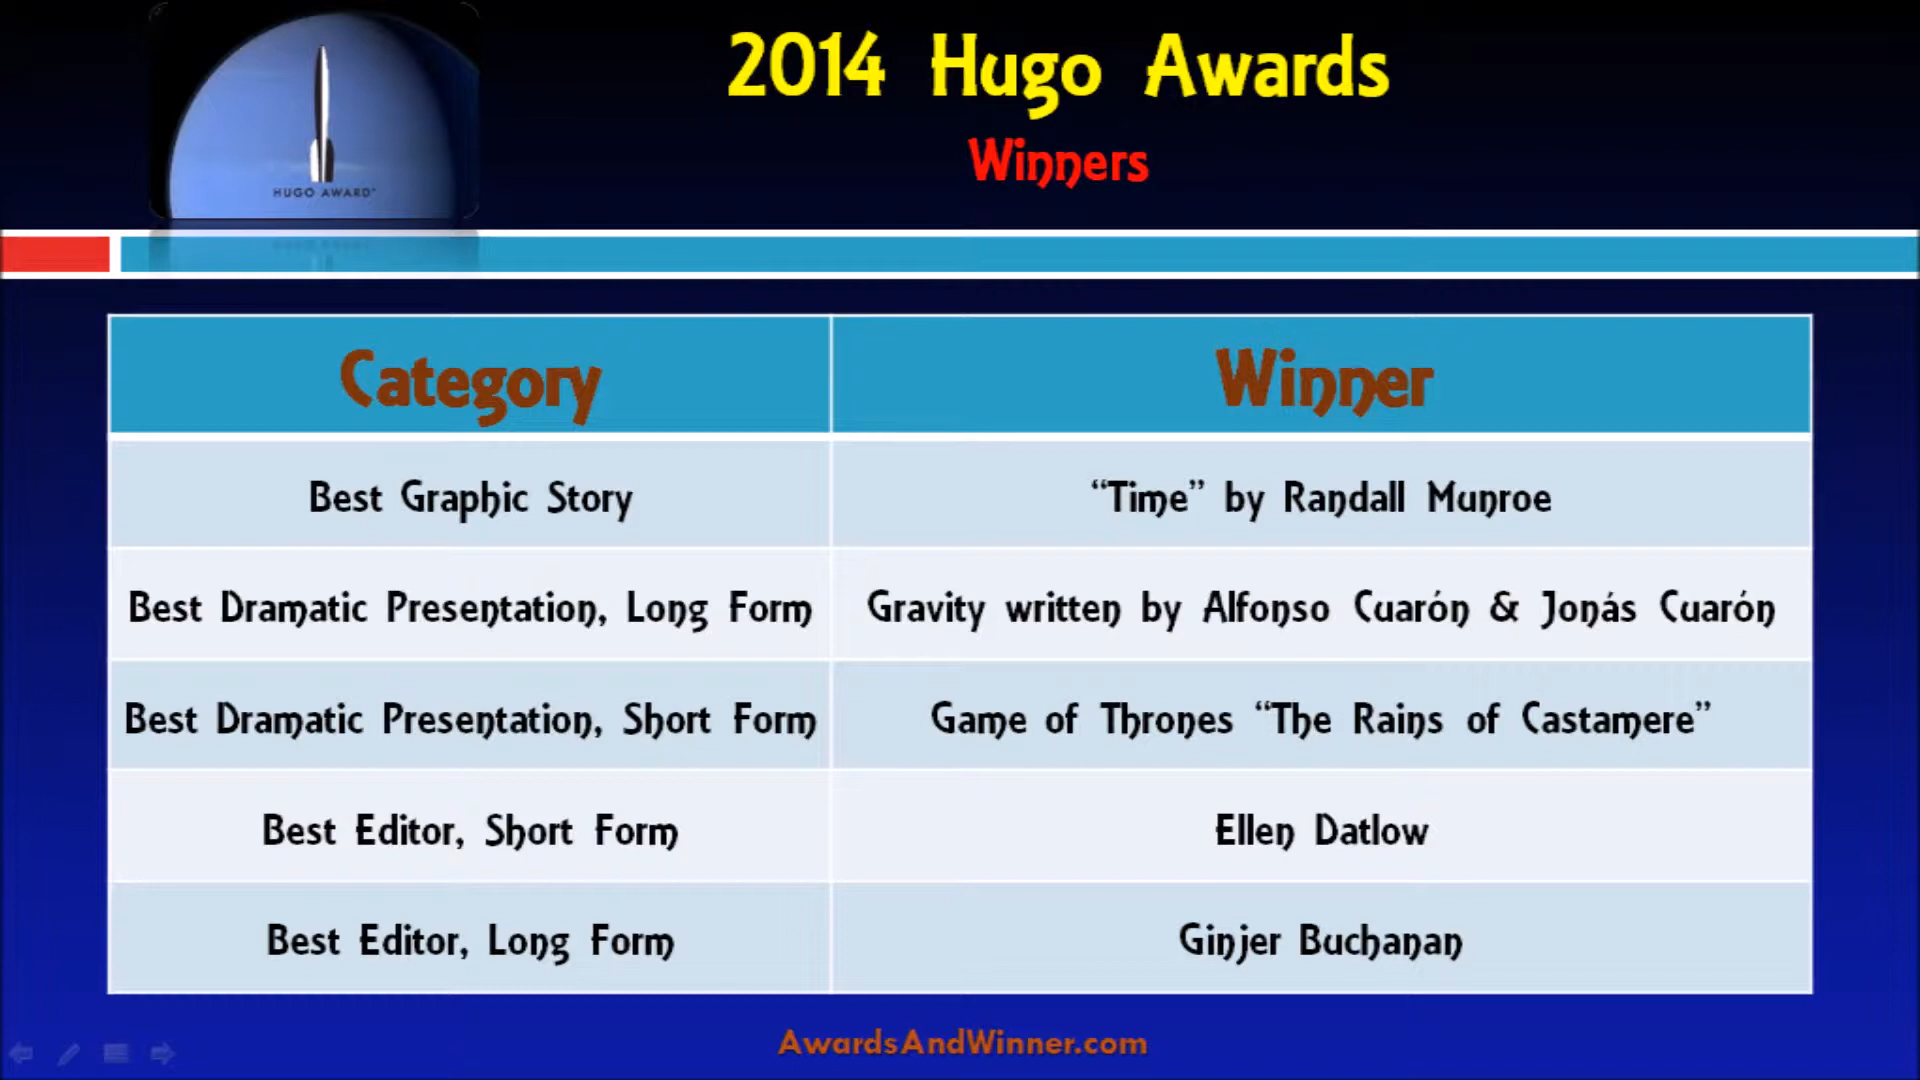 2014 Hugo Awards
Winners
HUGO AWARD
Category Winner
Best Graphic Story “Time” by Randall Munroe
Best Dramatic Presentation, Long Form Gravity written by Alfonso Cuarón & Jonás Cuarón
Best Dramatic Presentation, Short Form Game of Thrones “The Rains of Castamere”
Best Editor, Short Form Ellen Datlow
Best Editor, Long Form Ginjer Buchanan
AwardsAndWinner.com